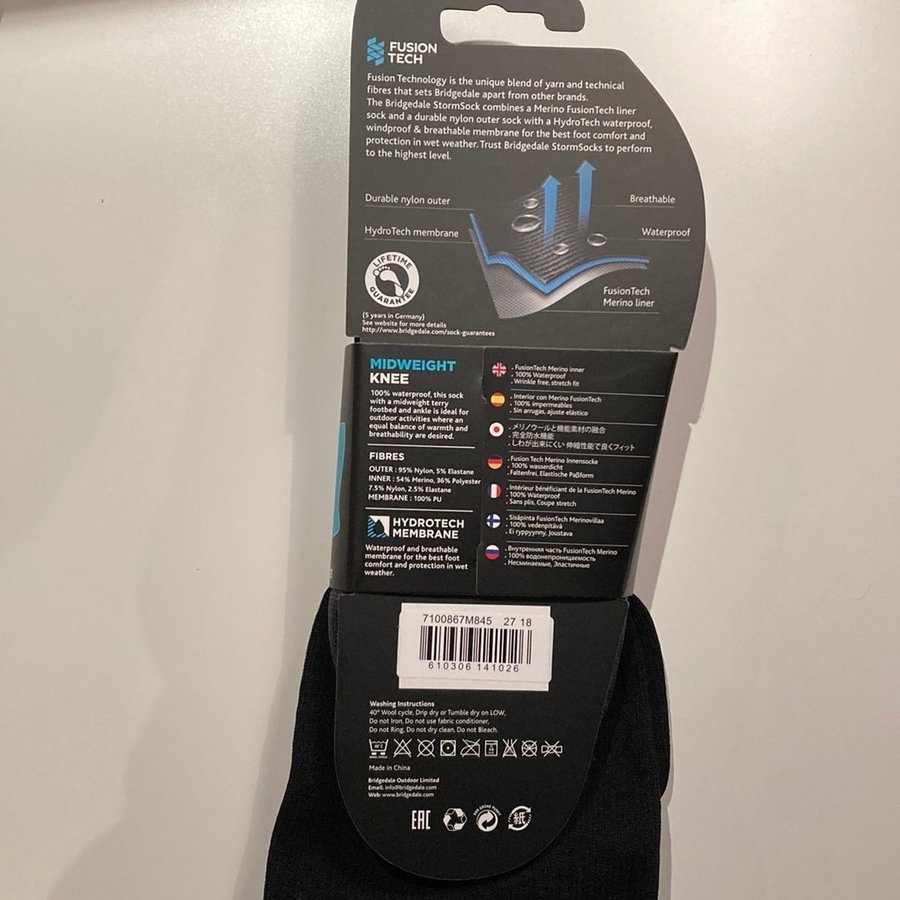 FUSION
TECH
Fusion Technology is the unique blend of yarn and technical
fibres that sets Bridgedale apart from other brands.
The Bridgedale StormSock combines a Merino FusionTech liner
sock and a durable nylon outer sock with a HydroTech waterproof,
windproof & breathable membrane for the best foot comfort and
protection in wet weather. Trust Bridgedale StormSocks to perform
to the highest level.
Durable nylon outer
Breathable
HydroTech membrane
Waterproof
LIFETIME
GUARANTEE
FusionTech
Merino liner
(5 years in Germany)
See website for more details
http://www.bridgedale.com/sock-guarantees
MIDWEIGHT
KNEE
100% waterproof, this sock
with a midweight terry
footbed and ankle is ideal for
outdoor activities where an
equal balance of warmth and
breathability are desired.
FIBRES
OUTER : 95% Nylon, 5% Elastane
INNER : 54% Merino, 36% Polyester
7.5% Nylon, 2.5% Elastane
MEMBRANE : 100% PU
HYDROTECH
MEMBRANE
Waterproof and breathable
membrane for the best foot
comfort and protection in wet
weather.
. FusionTech Merino inner
. 100% Waterproof
. Wrinkle free, stretch fit
. Interior con Merino FusionTech
. 100% impermeables
. Sin arrugas, ajuste elástico
. メリノウールと機能素材の融合
. 完全防水機能
. しわが出来にくい 伸縮性能で良くフィット
. Fusion Tech Merino Innensocke
. 100% wasserdicht
. Faltenfrei, Elastische Paßform
. Intérieur bénéficiant de la FusionTech Merino
. 100% Waterproof
. Sans plis, Coupe stretch
. Sisäpinta FusionTech Merinovillaa
. 100% vedenpitävä
. Ei ryppyynny, Joustava
. Внутренняя часть FusionTech Merino
. 100% водонепроницаемость
. Несминаемые, Эластичные
7100867M845 27 18
610306 141026
Washing Instructions
40° Wool cycle, Drip dry or Tumble dry on LOW,
Do not Iron, Do not use fabric conditioner,
Do not Ring, Do not dry clean, Do not Bleach.
Made in China
Bridgedale Outdoor Limited
Email: info@bridgedale.com
Web: www.bridgedale.com
EAC
紙